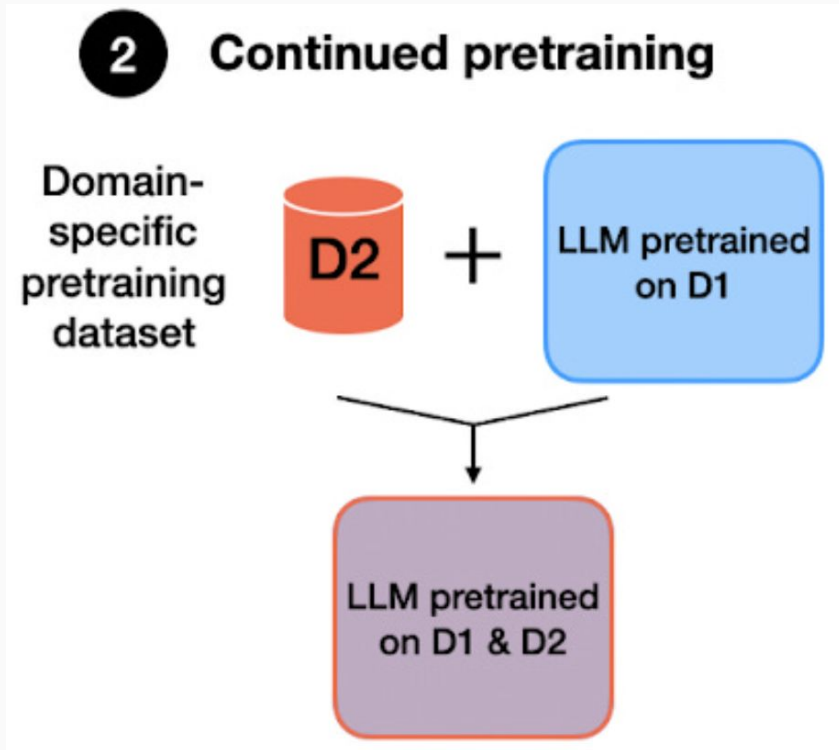 2 Continued pretraining
Domain-
specific
pretraining
dataset
D2
+
LLM pretrained
on D1
LLM pretrained
on D1 & D2